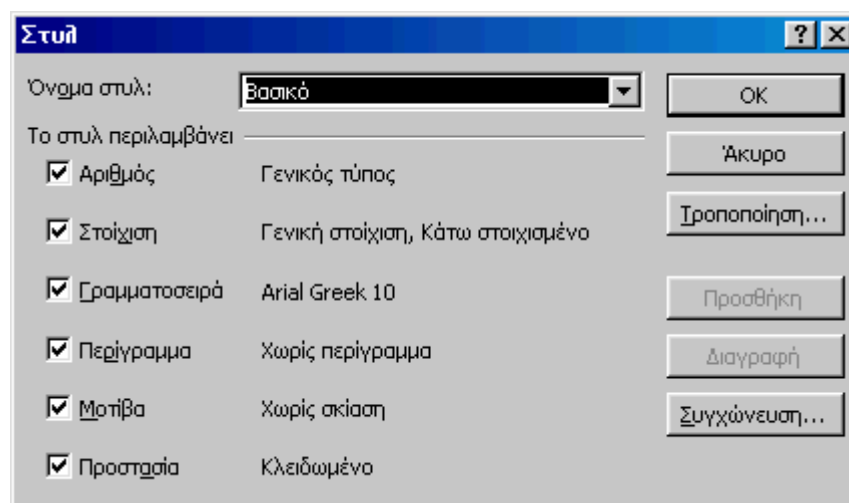 Στυλ
Όνομα στυλ: Βασικό
OK
Το στυλ περιλαμβάνει
Άκυρο
Αριθμός Γενικός τύπος
Τροποποίηση...
Στοίχιση Γενική στοίχιση, Κάτω στοιχισμένο
Γραμματοσειρά Arial Greek 10
Προσθήκη
Περίγραμμα Χωρίς περίγραμμα
Διαγραφή
Μοτίβα Χωρίς σκίαση
Συγχώνευση...
Προστασία Κλειδωμένο